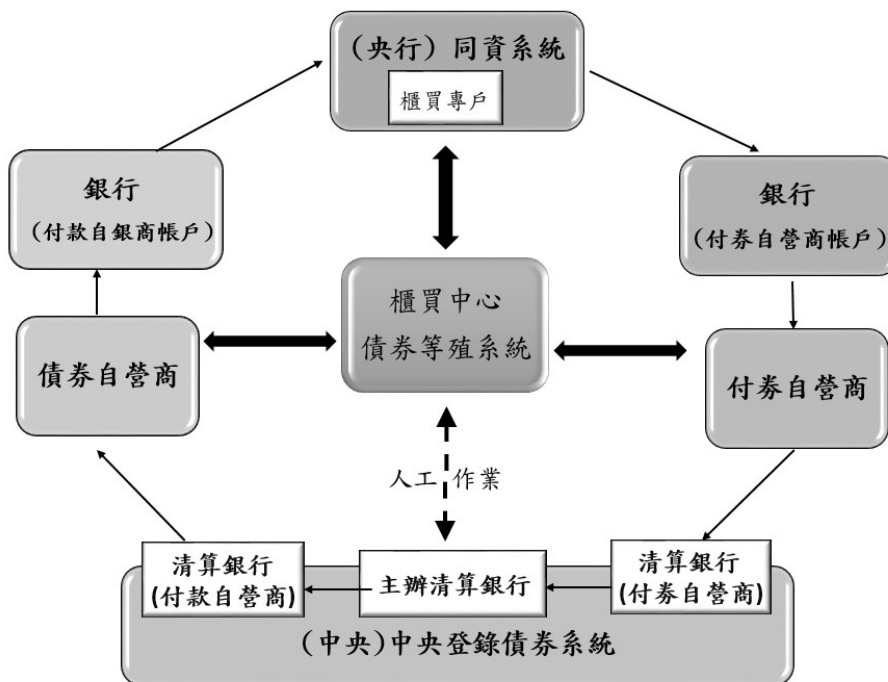 (央行) 同資系統
櫃買專戶
銀行
(付款自銀商帳戶)
銀行
(付券自營商帳戶)
櫃買中心
債券等殖系統
債券自營商
付券自營商
人工作業
清算銀行
(付款自營商)
主辦清算銀行
清算銀行
(付券自營商)
(中央)中央登錄債券系統